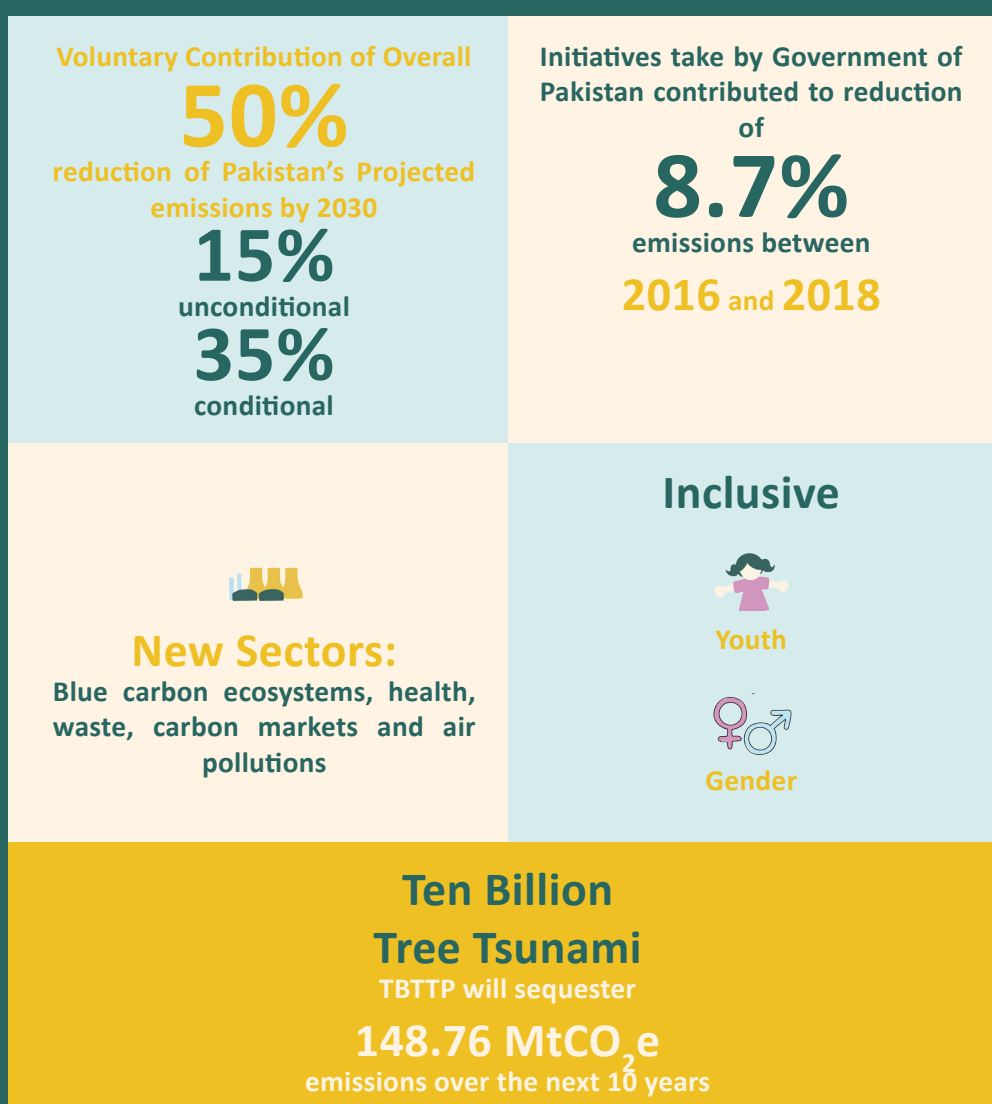 Voluntary Contribution of Overall
50%
reduction of Pakistan's Projected
emissions by 2030
15%
unconditional
35%
conditional
Initiatives take by Government of
Pakistan contributed to reduction
of
8.7%
emissions between
2016 and 2018
New Sectors:
Blue carbon ecosystems, health,
waste, carbon markets and air
pollutions
Inclusive
Youth
Gender
Ten Billion
Tree Tsunami
TBTTP will sequester
148.76 MtCO₂e
emissions over the next 10 years